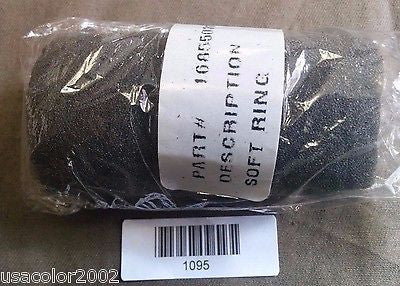 PART#
DESCRIPTION
SOFT RING
1095
usacolor2002